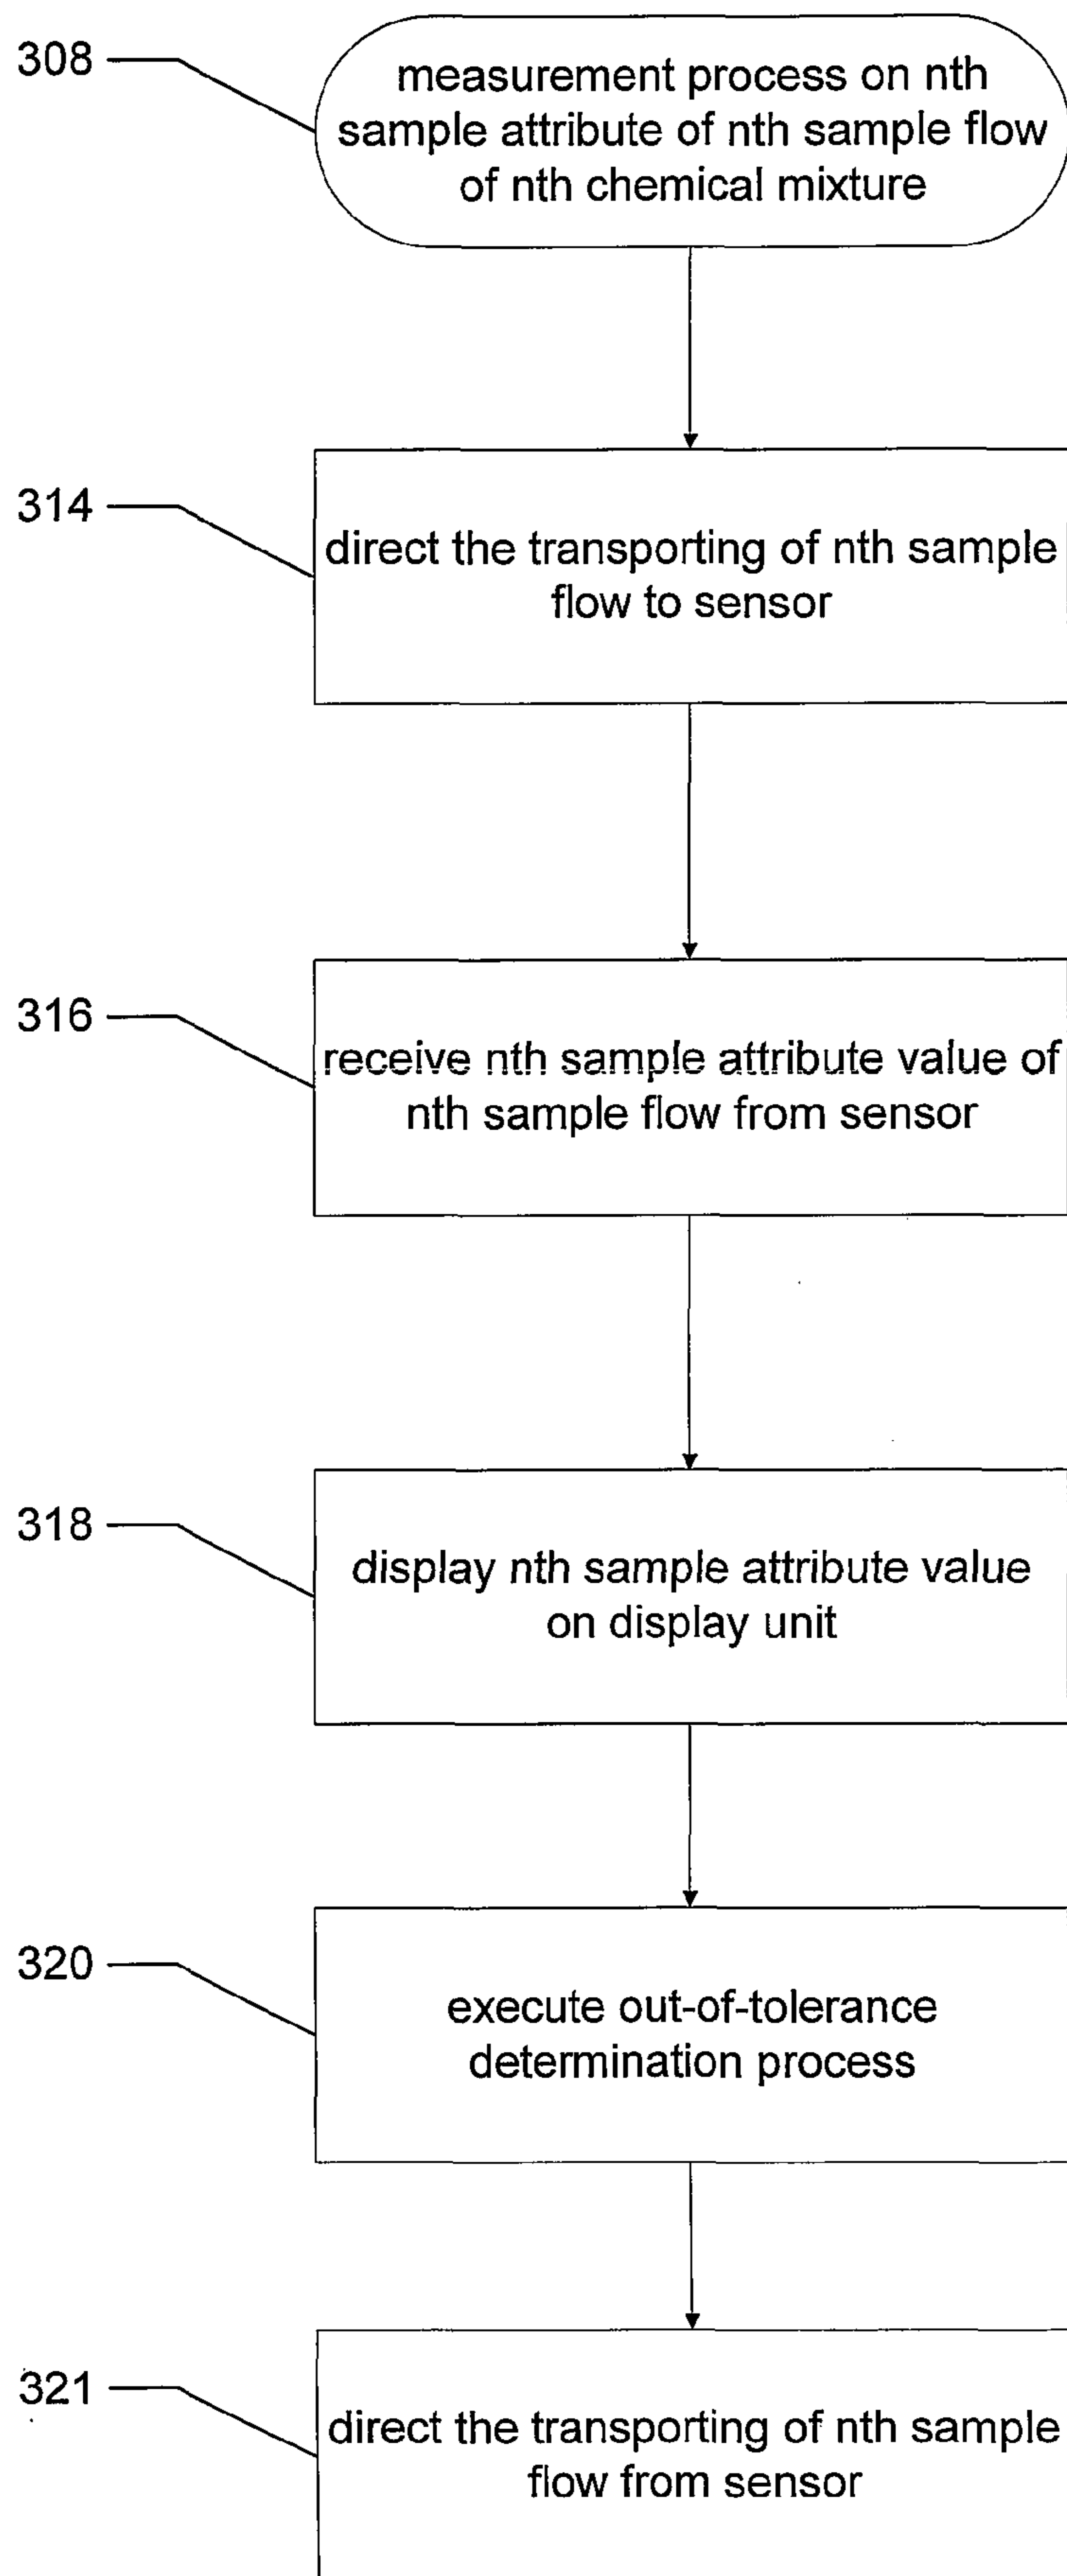 308
measurement process on nth
sample attribute of nth sample flow
of nth chemical mixture
314
direct the transporting of nth sample
flow to sensor
316
receive nth sample attribute value of
nth sample flow from sensor
318
display nth sample attribute value
on display unit
320
execute out-of-tolerance
determination process
321
direct the transporting of nth sample
flow from sensor